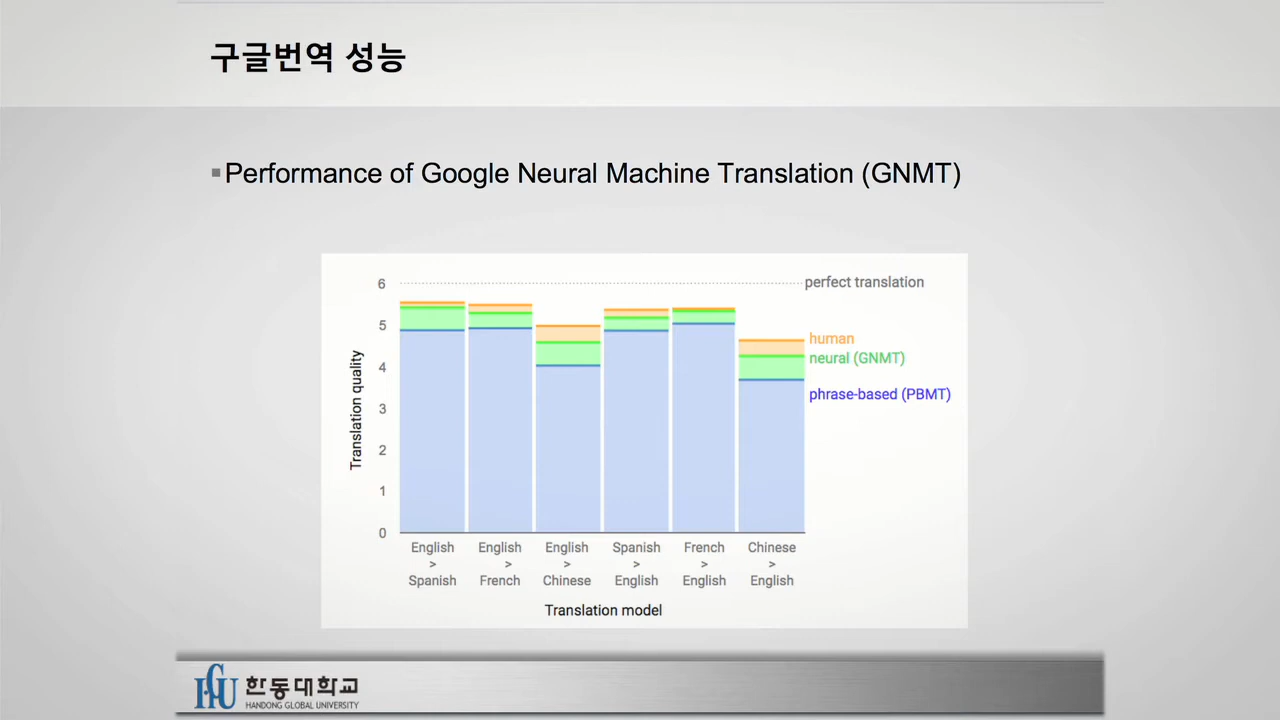 구글번역 성능
▪Performance of Google Neural Machine Translation (GNMT)
6
5
4
3
2
1
0
Translation quality
perfect translation
human
neural (GNMT)
phrase-based (PBMT)
English > Spanish
English > French
English > Chinese
Spanish > English
French > English
Chinese > English
Translation model
HGU 한동대학교
HANDONG GLOBAL UNIVERSITY